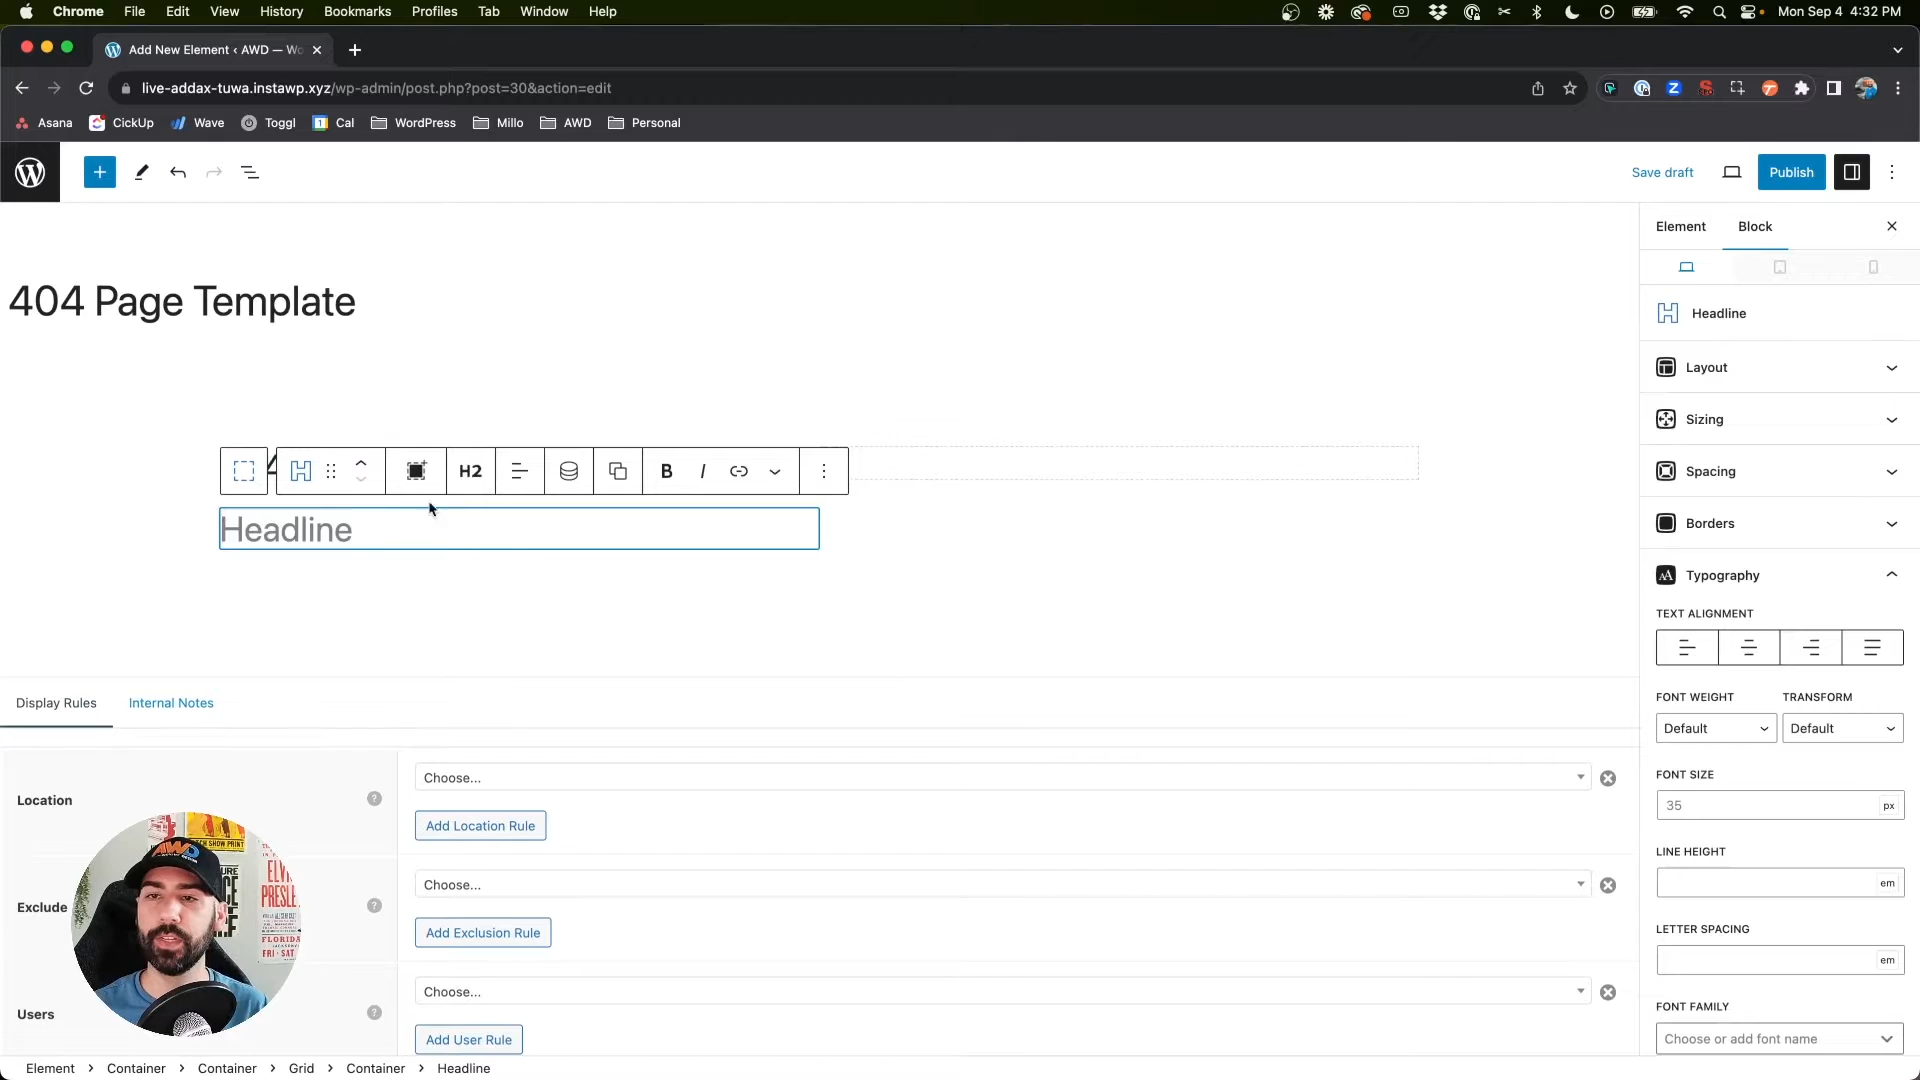 Chrome File Edit View History Bookmarks Profiles Tab Window Help Mon Sep 4 4:32 PM
Add New Element ‹ AWD — Wo
live-addax-tuwa.instawp.xyz/wp-admin/post.php?post=30&action=edit
Asana ClickUp Wave Toggl Cal WordPress Millo AWD Personal
Save draft Publish
Element Block
404 Page Template
Headline
Layout
Sizing
H2 B I
Spacing
Headline
Borders
Typography
TEXT ALIGNMENT
Display Rules Internal Notes
FONT WEIGHT TRANSFORM
Default Default
Location Choose...
FONT SIZE
35 px
Add Location Rule
LINE HEIGHT
em
Exclude Choose...
Add Exclusion Rule
LETTER SPACING
em
Users Choose...
Add User Rule
FONT FAMILY
Choose or add font name
AWD
PRESLE
FLORIDA
FRI · SAT
Element › Container › Container › Grid › Container › Headline